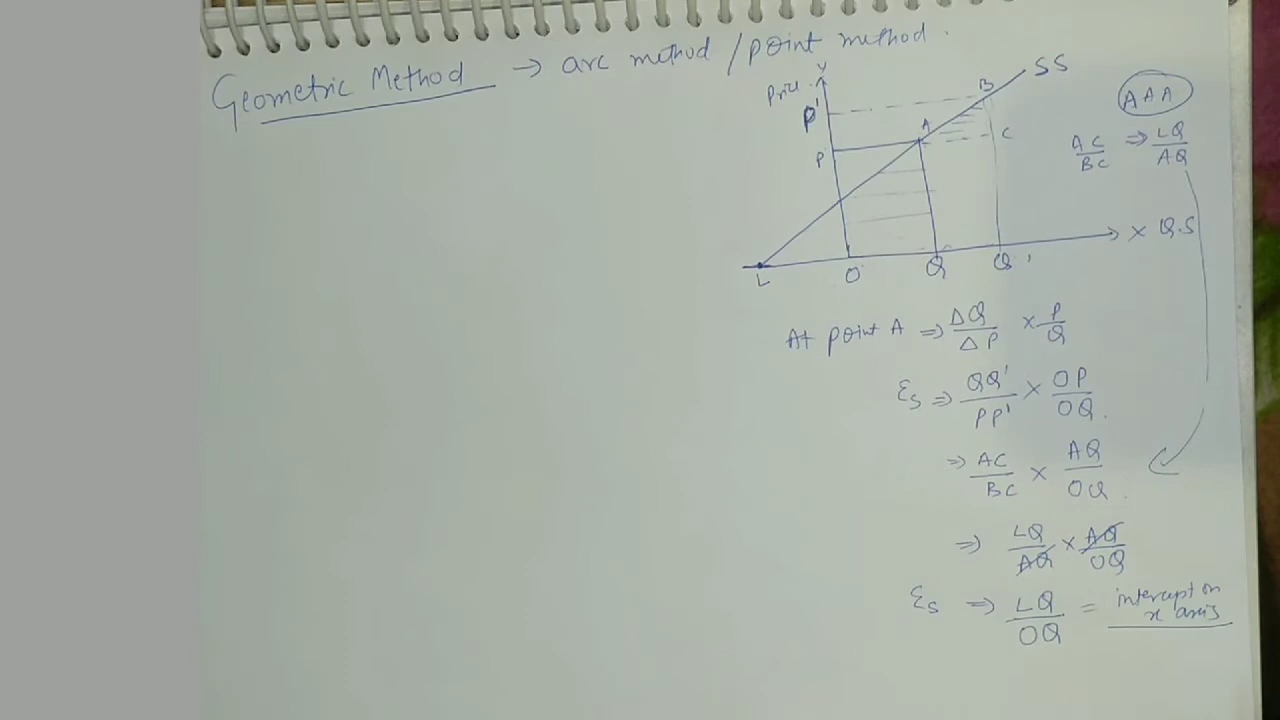 Geometric Method → arc method / point method.
Y
Price
P'
P
A
B
C
SS
L
O
Q
Q'
X Q.S
AAA
AC/BC ⇒ LQ/AQ
At point A ⇒ ΔQ/ΔP × P/Q
Es ⇒ QQ'/PP' × OP/OQ.
⇒ AC/BC × AQ/OQ.
⇒ LQ/AQ × AQ/OQ
Es ⇒ LQ/OQ = intercept on
x axis